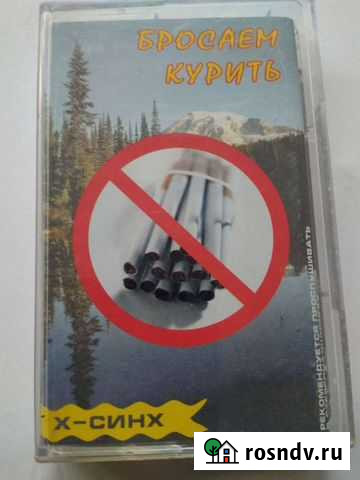 БРОСАЕМ
КУРИТЬ
РЕКОМЕНДУЕТСЯ ПРОСЛУШИВАТЬ
Х-СИНХ
rosndv.ru